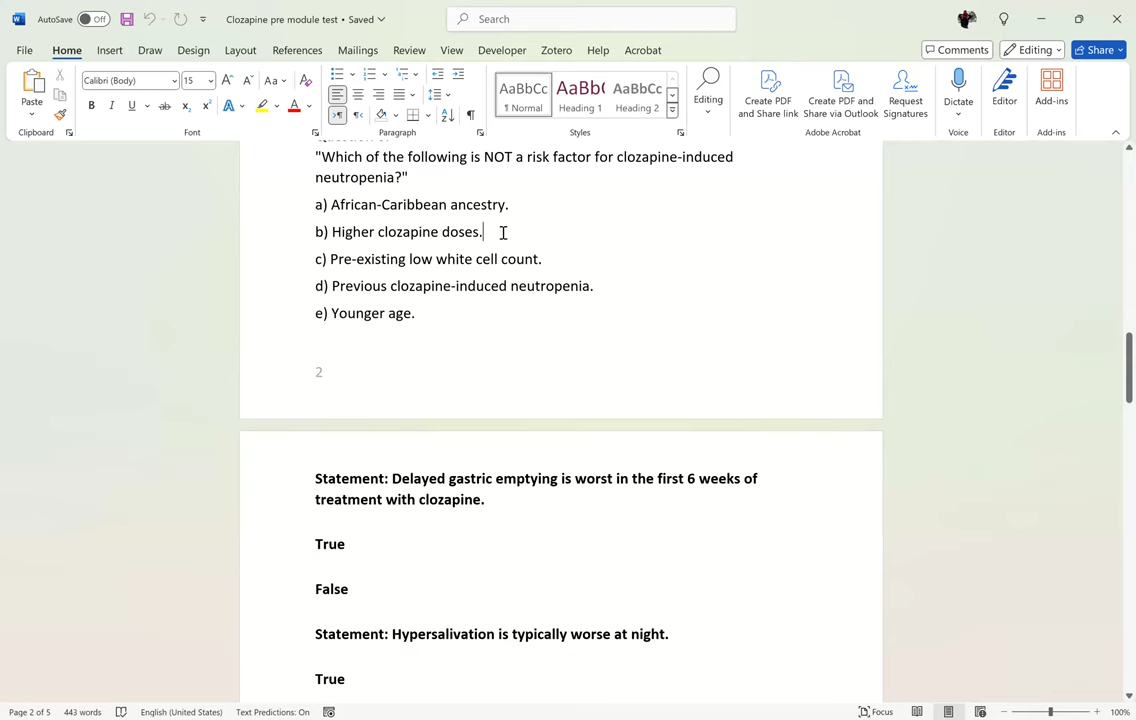 AutoSave Off Clozapine pre module test • Saved Search
File Home Insert Draw Design Layout References Mailings Review View Developer Zotero Help Acrobat Comments Editing Share
Paste Calibri (Body) 15 Aa AaBbCc AaBb( AaBbCc Editing Create PDF and Share link Create PDF and Share via Outlook Request Signatures Dictate Editor Add-ins
¶ Normal Heading 1 Heading 2
Clipboard Font Paragraph Styles Adobe Acrobat Voice Editor Add-ins
"Which of the following is NOT a risk factor for clozapine-induced
neutropenia?"
a) African-Caribbean ancestry.
b) Higher clozapine doses.
c) Pre-existing low white cell count.
d) Previous clozapine-induced neutropenia.
e) Younger age.
2
Statement: Delayed gastric emptying is worst in the first 6 weeks of
treatment with clozapine.
True
False
Statement: Hypersalivation is typically worse at night.
True
Page 2 of 5 443 words English (United States) Text Predictions: On Focus 100%